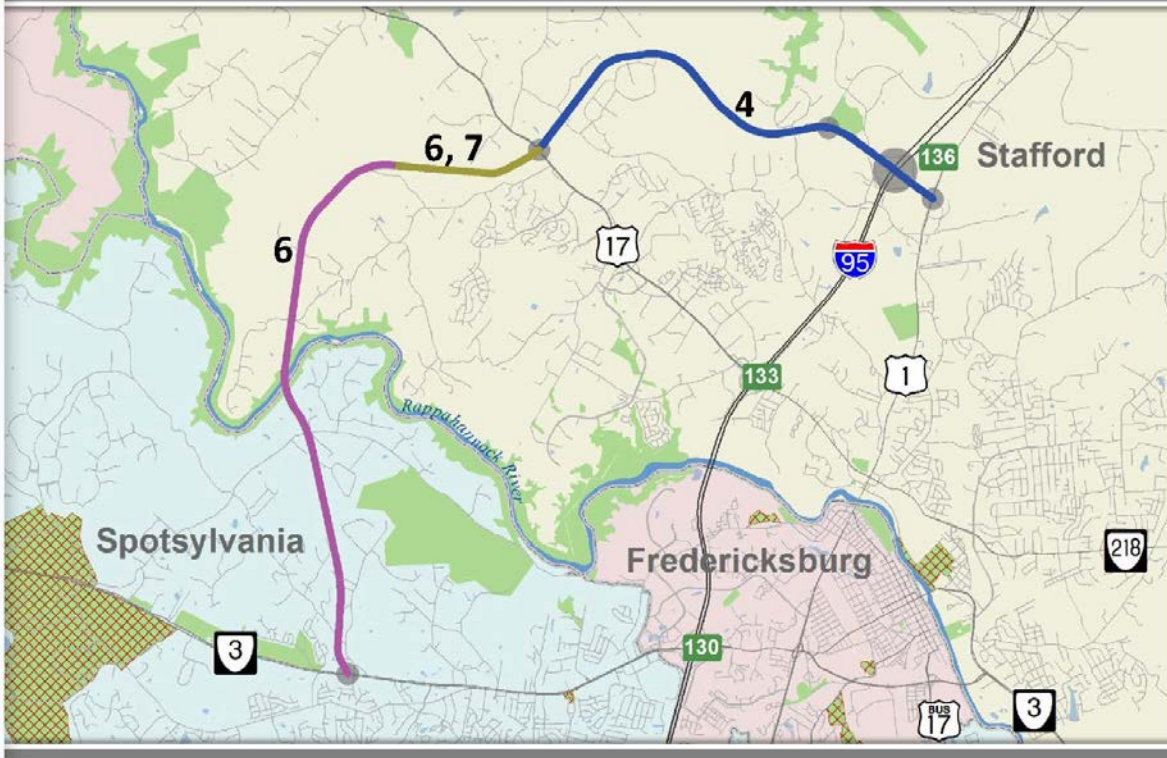 4
6, 7
136
Stafford
6
17
95
133
1
Rappahannock River
Spotsylvania
Fredericksburg
218
3
130
BUS
17
3